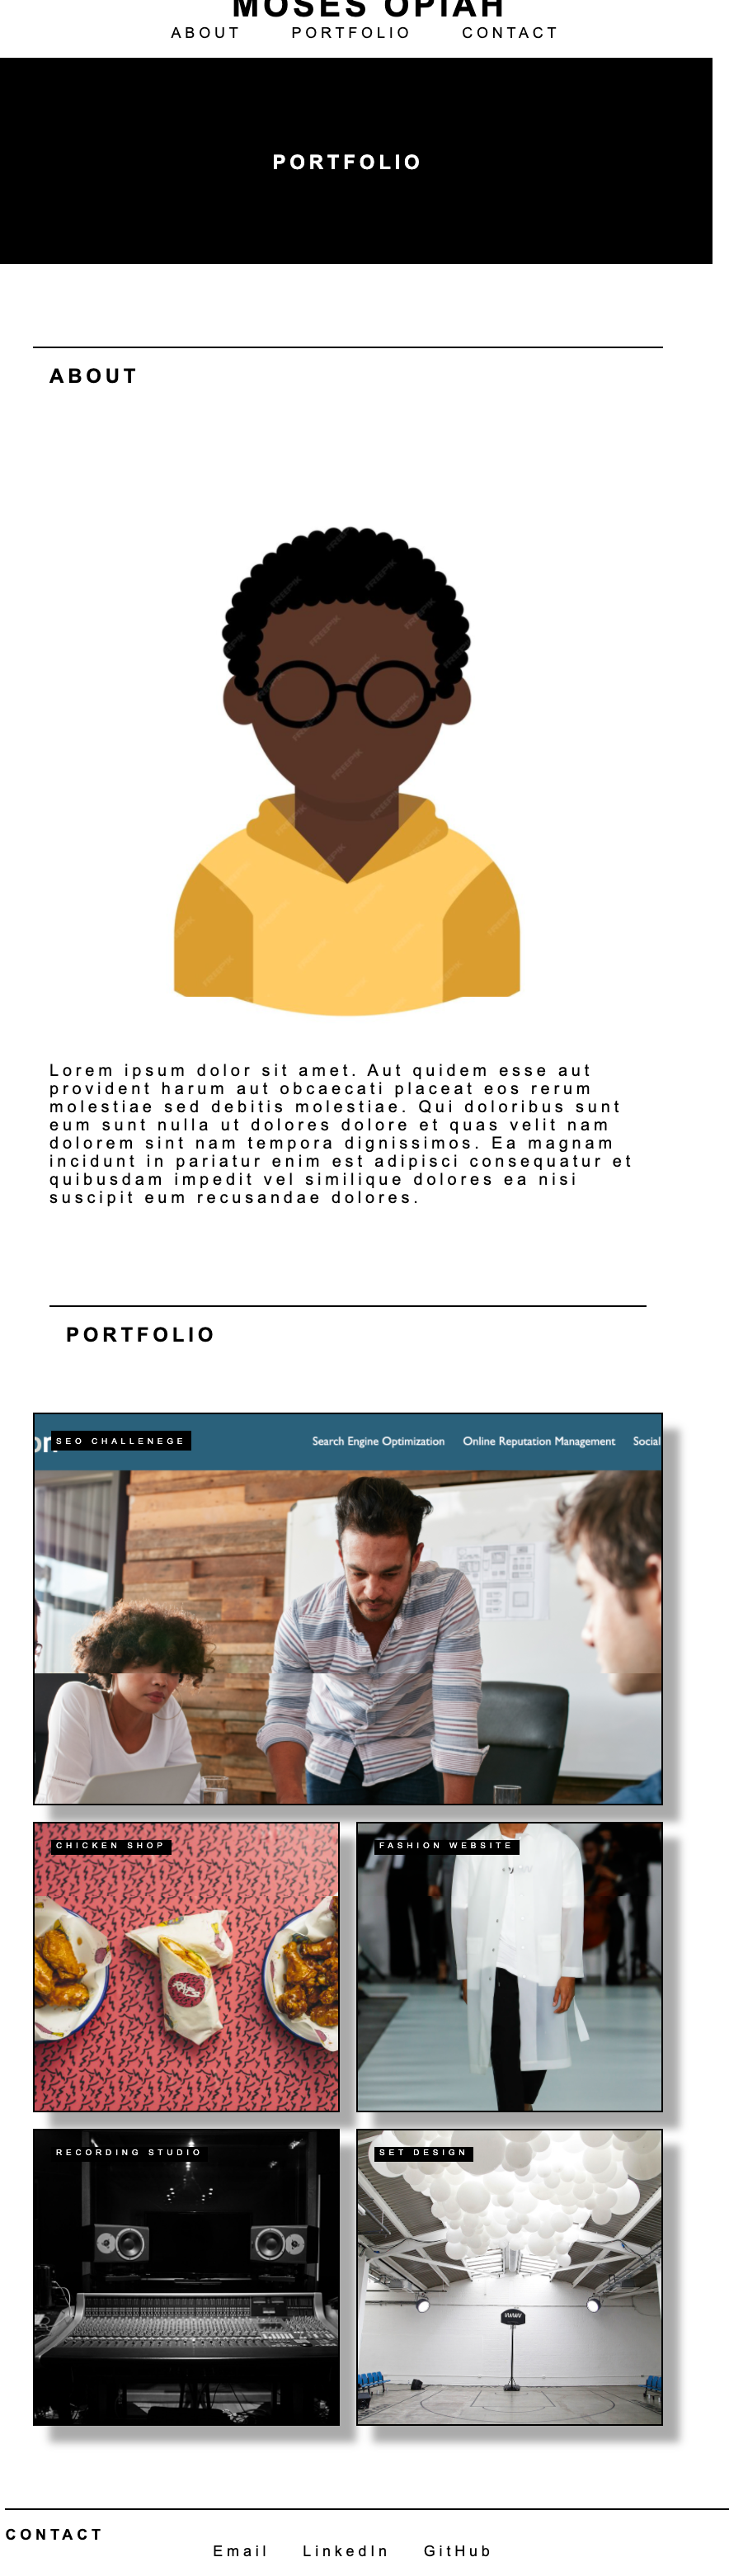 MOSES OPIAH
ABOUT PORTFOLIO CONTACT
PORTFOLIO
ABOUT
Lorem ipsum dolor sit amet. Aut quidem esse aut
provident harum aut obcaecati placeat eos rerum
molestiae sed debitis molestiae. Qui doloribus sunt
eum sunt nulla ut dolores dolore et quas velit nam
dolorem sint nam tempora dignissimos. Ea magnam
incidunt in pariatur enim est adipisci consequatur et
quibusdam impedit vel similique dolores ea nisi
suscipit eum recusandae dolores.
PORTFOLIO
SEO CHALLENEGE
Search Engine Optimization Online Reputation Management Social
CHICKEN SHOP
FASHION WEBSITE
RECORDING STUDIO
SET DESIGN
CONTACT
Email LinkedIn GitHub